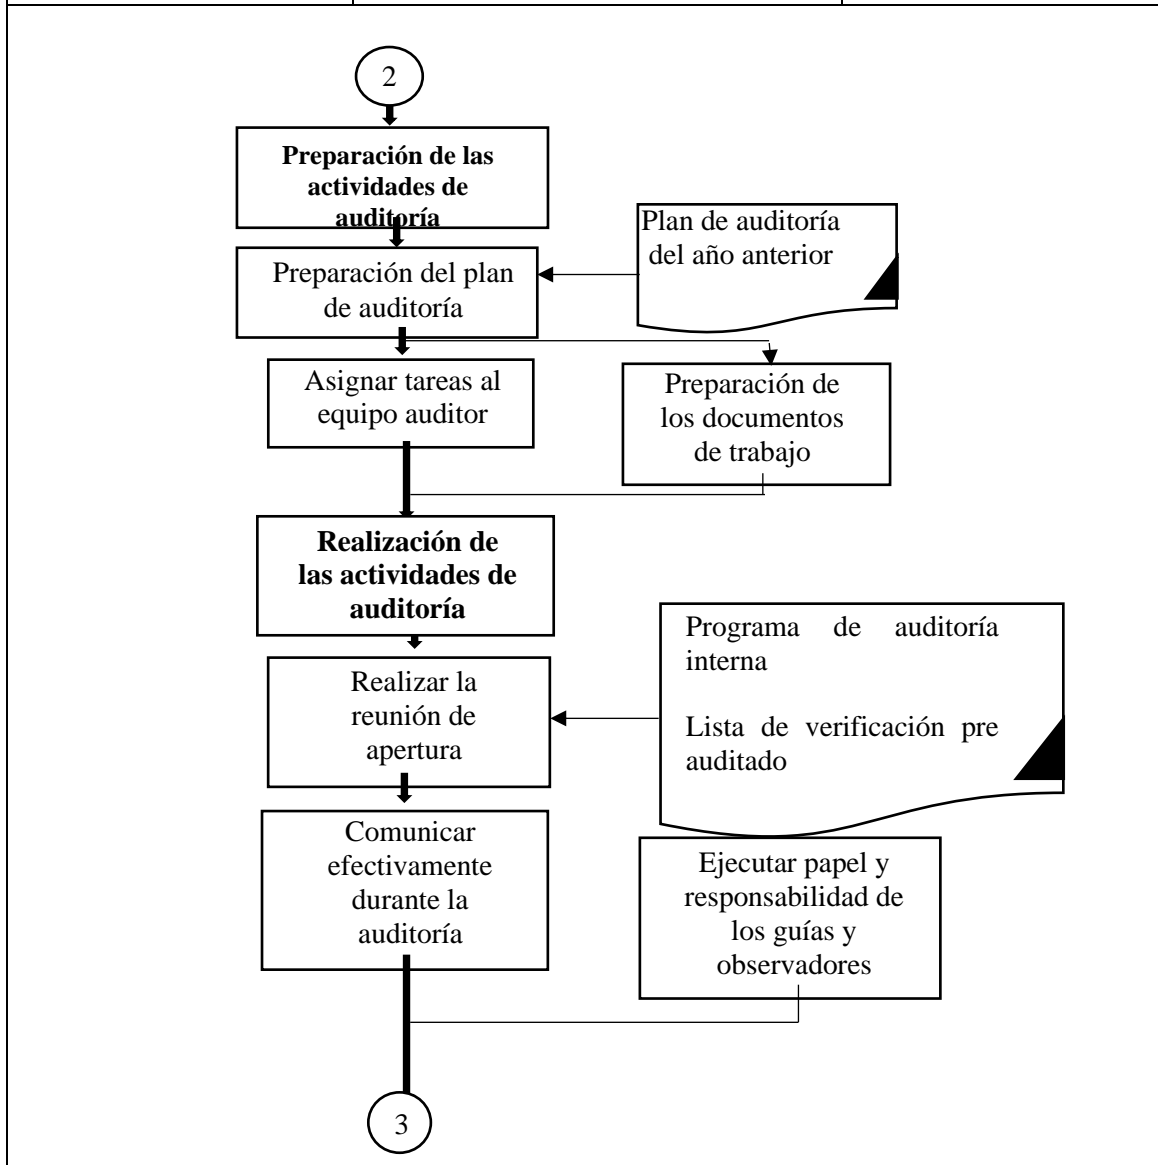 2
Preparación de las
actividades de
auditoría
Plan de auditoría
del año anterior
Preparación del plan
de auditoría
Asignar tareas al
equipo auditor
Preparación de
los documentos
de trabajo
Realización de
las actividades de
auditoría
Programa de auditoría
interna
Lista de verificación pre
auditado
Realizar la
reunión de
apertura
Comunicar
efectivamente
durante la
auditoría
Ejecutar papel y
responsabilidad de
los guías y
observadores
3